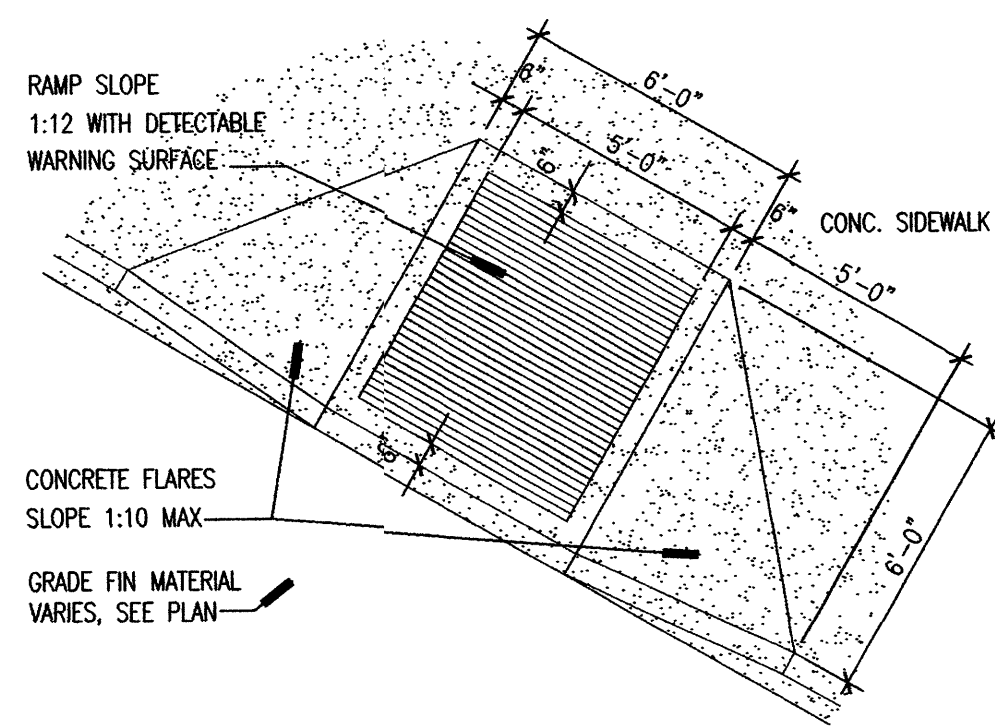 RAMP SLOPE
1:12 WITH DETECTABLE
WARNING SURFACE
6"
6'-0"
5'-0"
6"
6"
CONC. SIDEWALK
5'-0"
6"
CONCRETE FLARES
SLOPE 1:10 MAX
6'-0"
GRADE FIN MATERIAL
VARIES, SEE PLAN